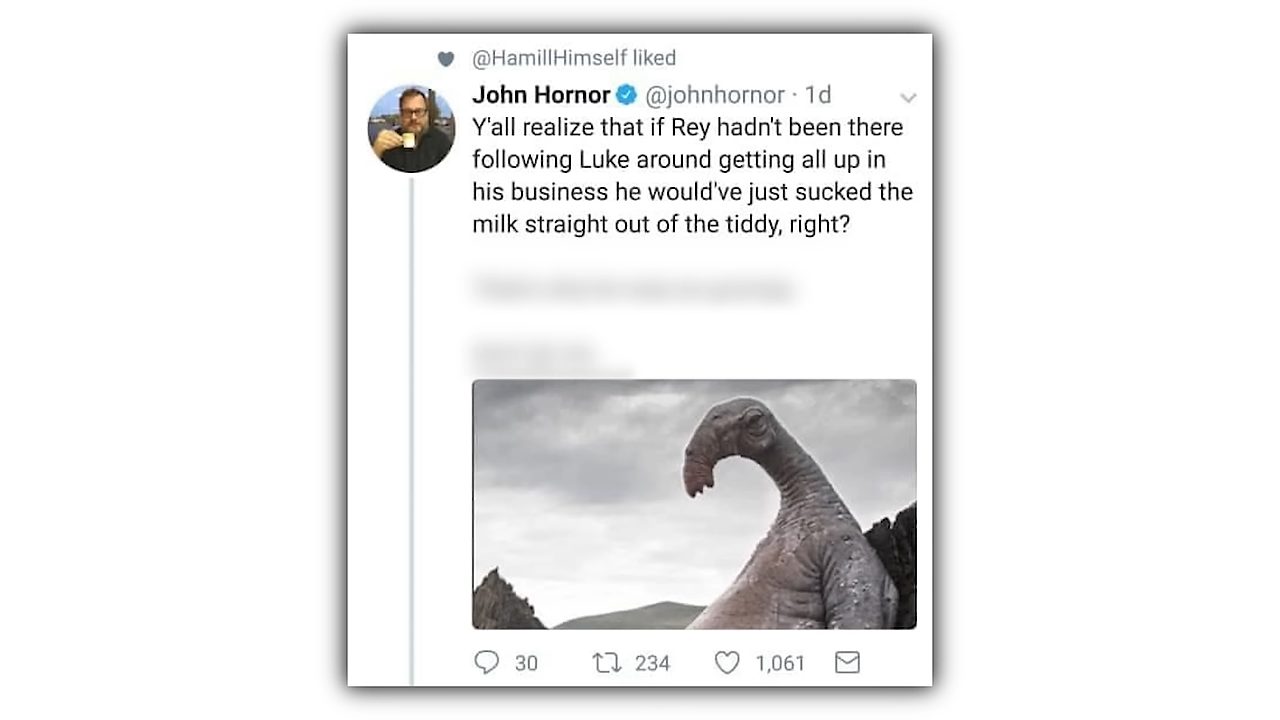 @HamillHimself liked
John Hornor @johnhornor · 1d
Y'all realize that if Rey hadn't been there
following Luke around getting all up in
his business he would've just sucked the
milk straight out of the tiddy, right?
30 234 1,061